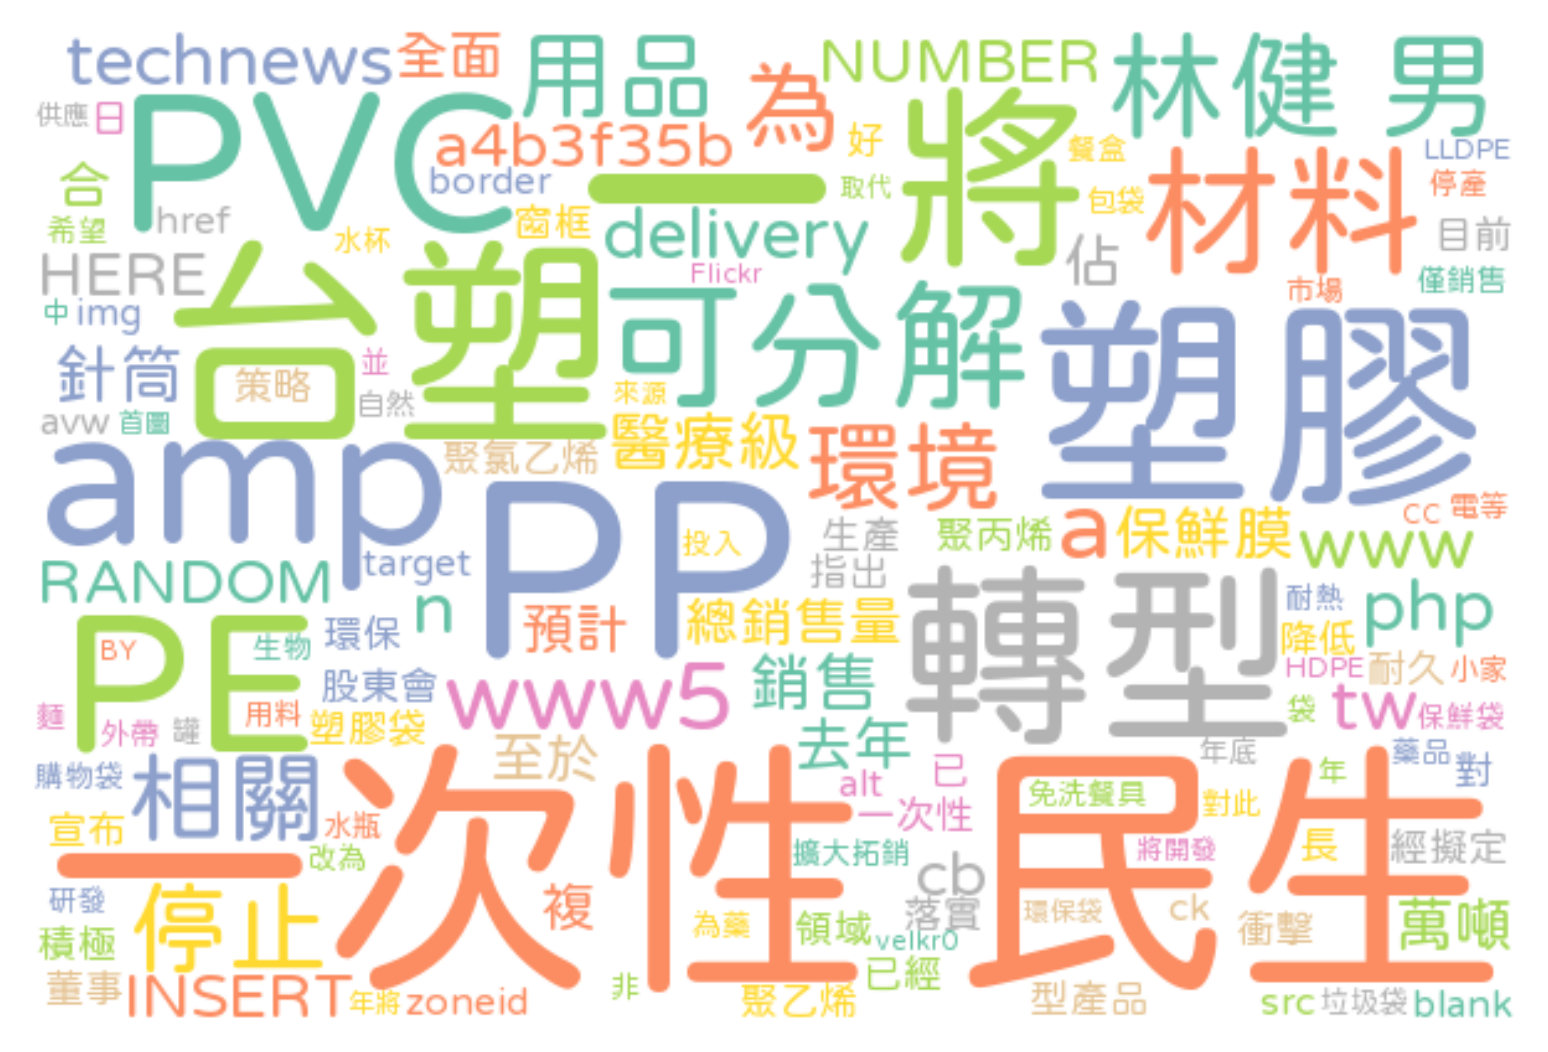 technews
全面
用品
為
NUMBER
林健 男
供應
日
PVC
a4b3f35b
好
將
餐盒
LLDPE
合
border
一
取代
包袋
材料
停產
希望
href
水杯
窗框
delivery
佔
目前
HERE
台塑
Flickr
可分解
市場
僅銷售
中
img
塑膠
針筒
策略
並
自然
來源
avw
首圖
醫療級
環境
amp
聚氯乙烯
PP
投入
生產
聚丙烯
a
保鮮膜
cc
電等
www
RANDOM
target
n
預計
指出
總銷售量
轉型
耐熱
php
降低
PE
BY
生物
環保
股東會
www5
銷售
HDPE
耐久
小家
麵
外帶
罐
用料
塑膠袋
至於
去年
袋
tw
保鮮袋
購物袋
相關
一次性
民生
alt
已
一次性
年底
年
藥品
對
免洗餐具
對此
宣布
水瓶
改為
擴大拓銷
將開發
長
經擬定
研發
停止
複
cb
落實
環保袋
ck
衝擊
萬噸
積極
為藥
領域
velkr0
已經
董事
INSERT
年將
zoneid
非
聚乙烯
型產品
src
垃圾袋
blank